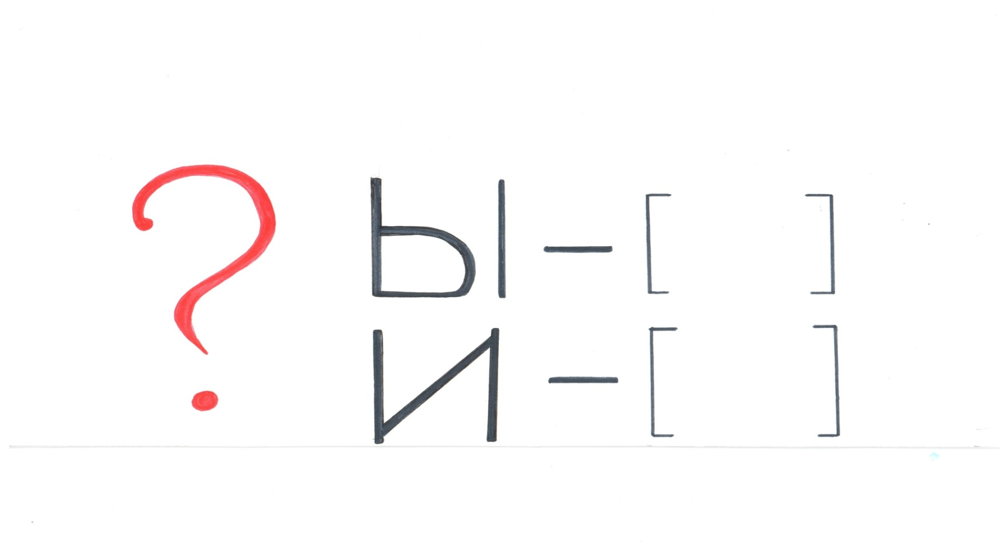 ?
Ы – [ ]
И – [ ]